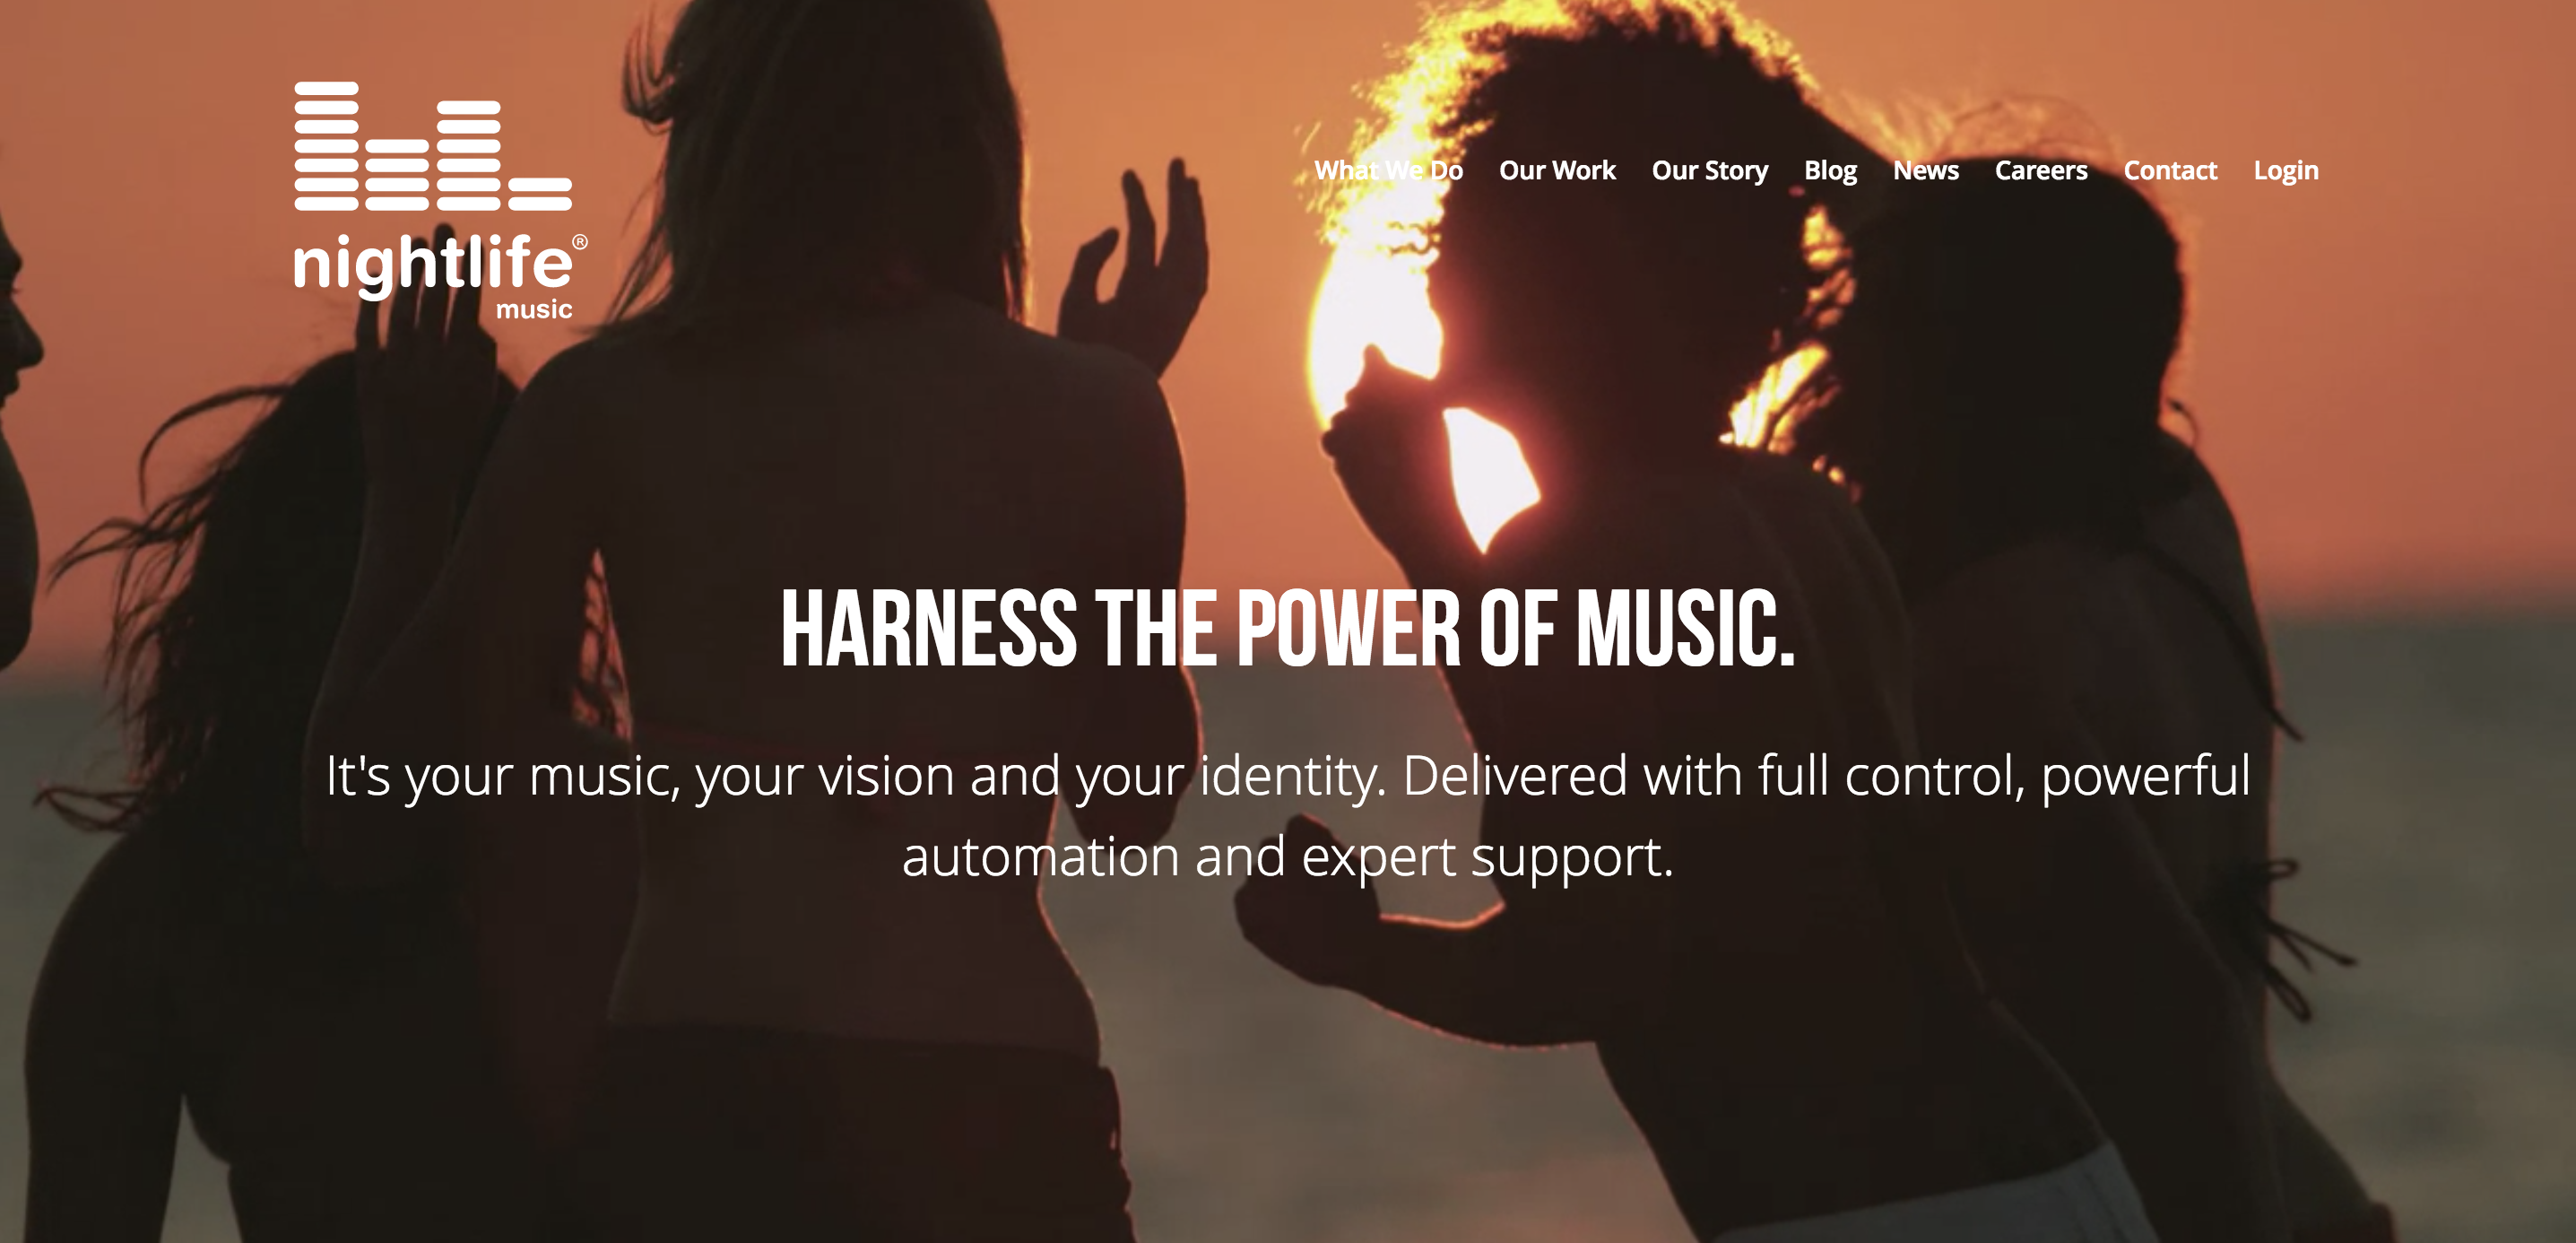 nightlife®
music
What We Do Our Work Our Story Blog News Careers Contact Login
HARNESS THE POWER OF MUSIC.
It's your music, your vision and your identity. Delivered with full control, powerful
automation and expert support.